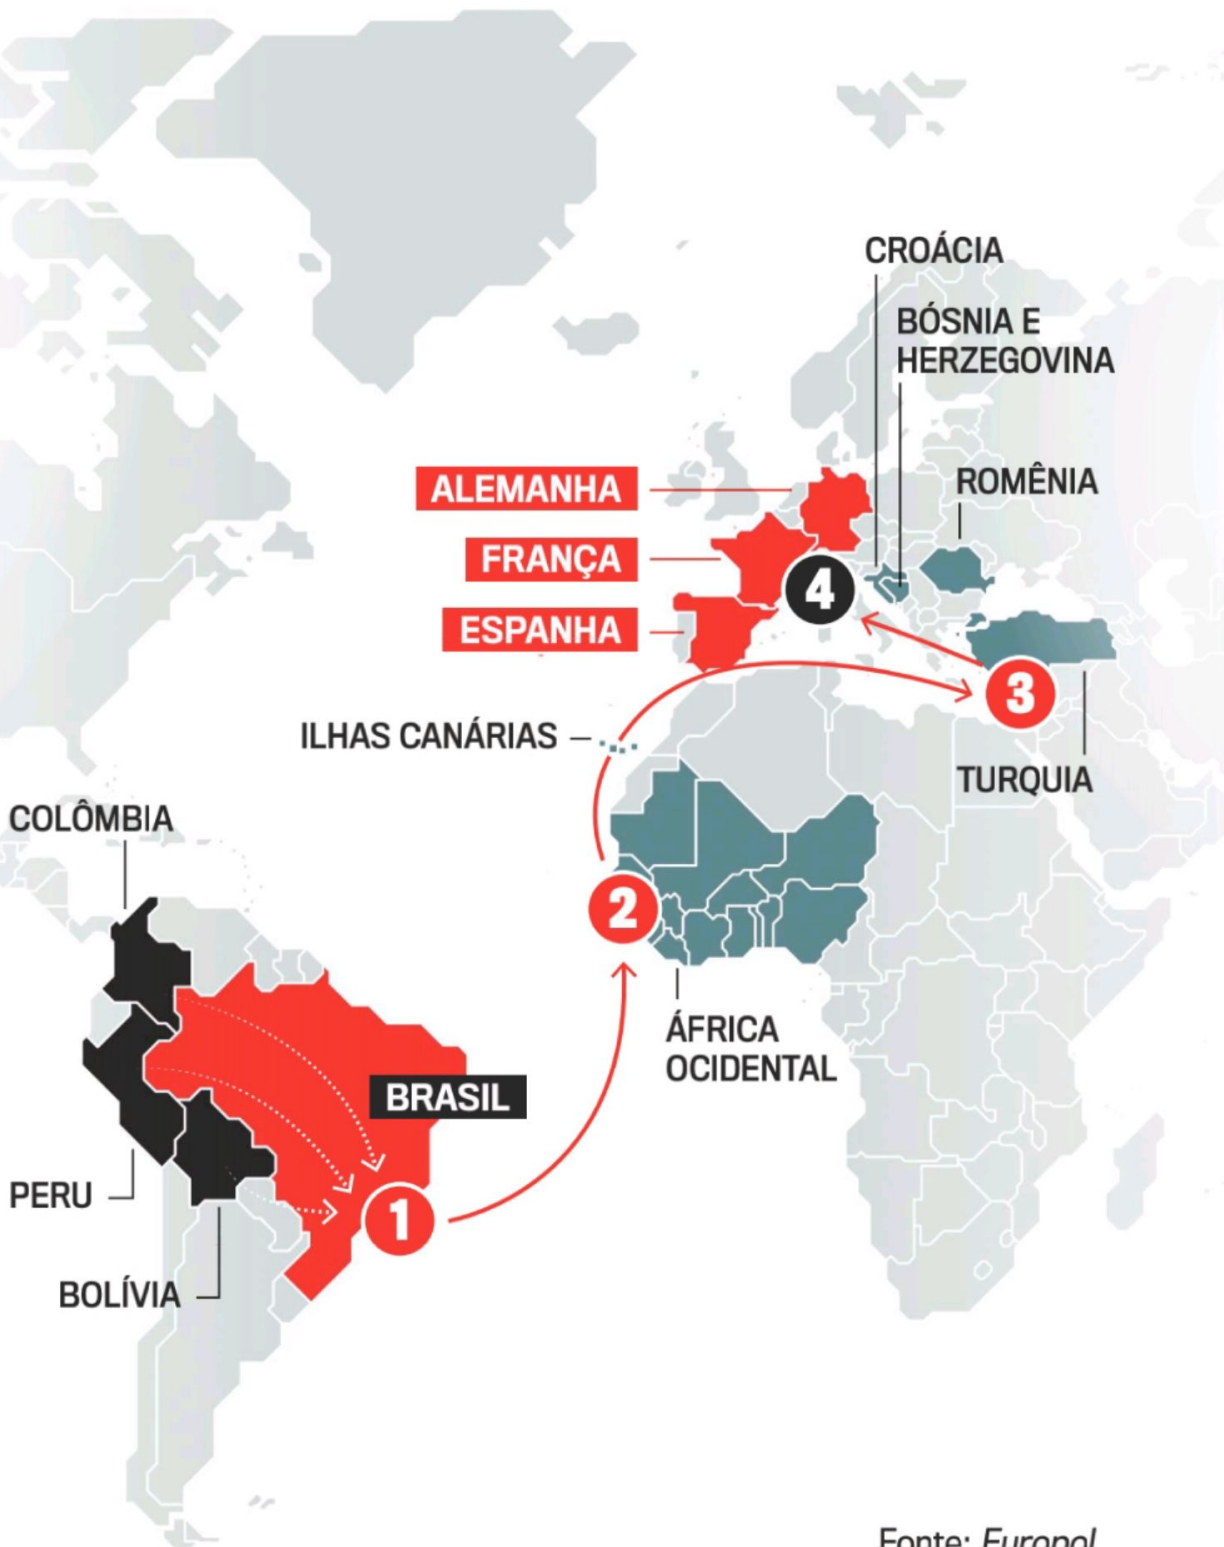 CROÁCIA
BÓSNIA E
HERZEGOVINA
ALEMANHA
ROMÊNIA
FRANÇA
4
ESPANHA
3
ILHAS CANÁRIAS
TURQUIA
COLÔMBIA
2
ÁFRICA
OCIDENTAL
BRASIL
PERU
1
BOLÍVIA
Fonte: Europol